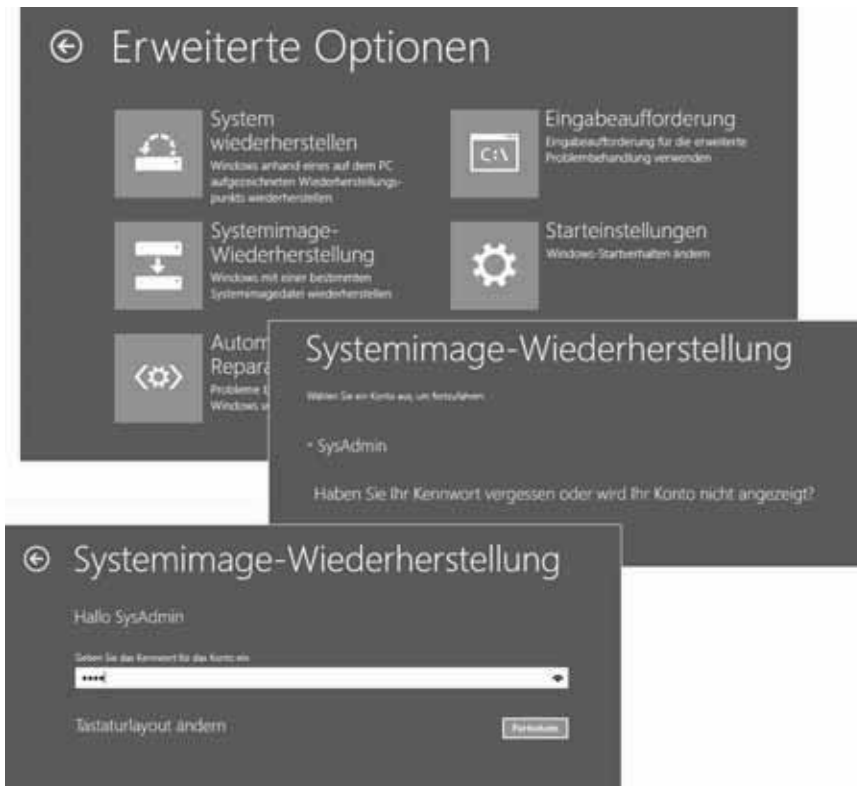 Erweiterte Optionen
System
wiederherstellen
Windows anhand eines auf dem PC
aufgezeichneten Wiederherstellungs-
punkts wiederherstellen
Eingabeaufforderung
Eingabeaufforderung für die erweiterte
Problembehandlung verwenden
C:\
Systemimage-
Wiederherstellung
Windows mit einer bestimmten
Systemimagedatei wiederherstellen
Starteinstellungen
Windows-Startverhalten ändern
Autom
Repara
Probleme
Windows
Systemimage-Wiederherstellung
Wählen Sie ein Konto aus, um fortzufahren.
SysAdmin
Haben Sie Ihr Kennwort vergessen oder wird Ihr Konto nicht angezeigt?
Systemimage-Wiederherstellung
Hallo SysAdmin
Geben Sie das Kennwort für das Konto ein
Tastaturlayout ändern
Fortsetzen